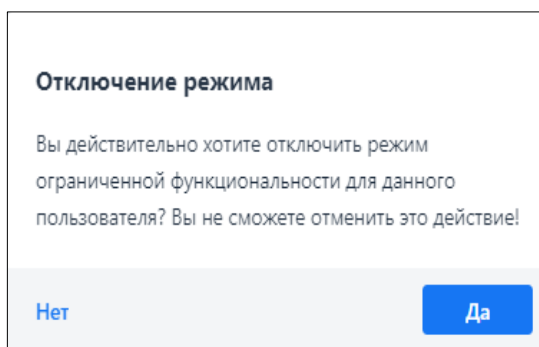 Отключение режима
Вы действительно хотите отключить режим
ограниченной функциональности для данного
пользователя? Вы не сможете отменить это действие!
Нет
Да